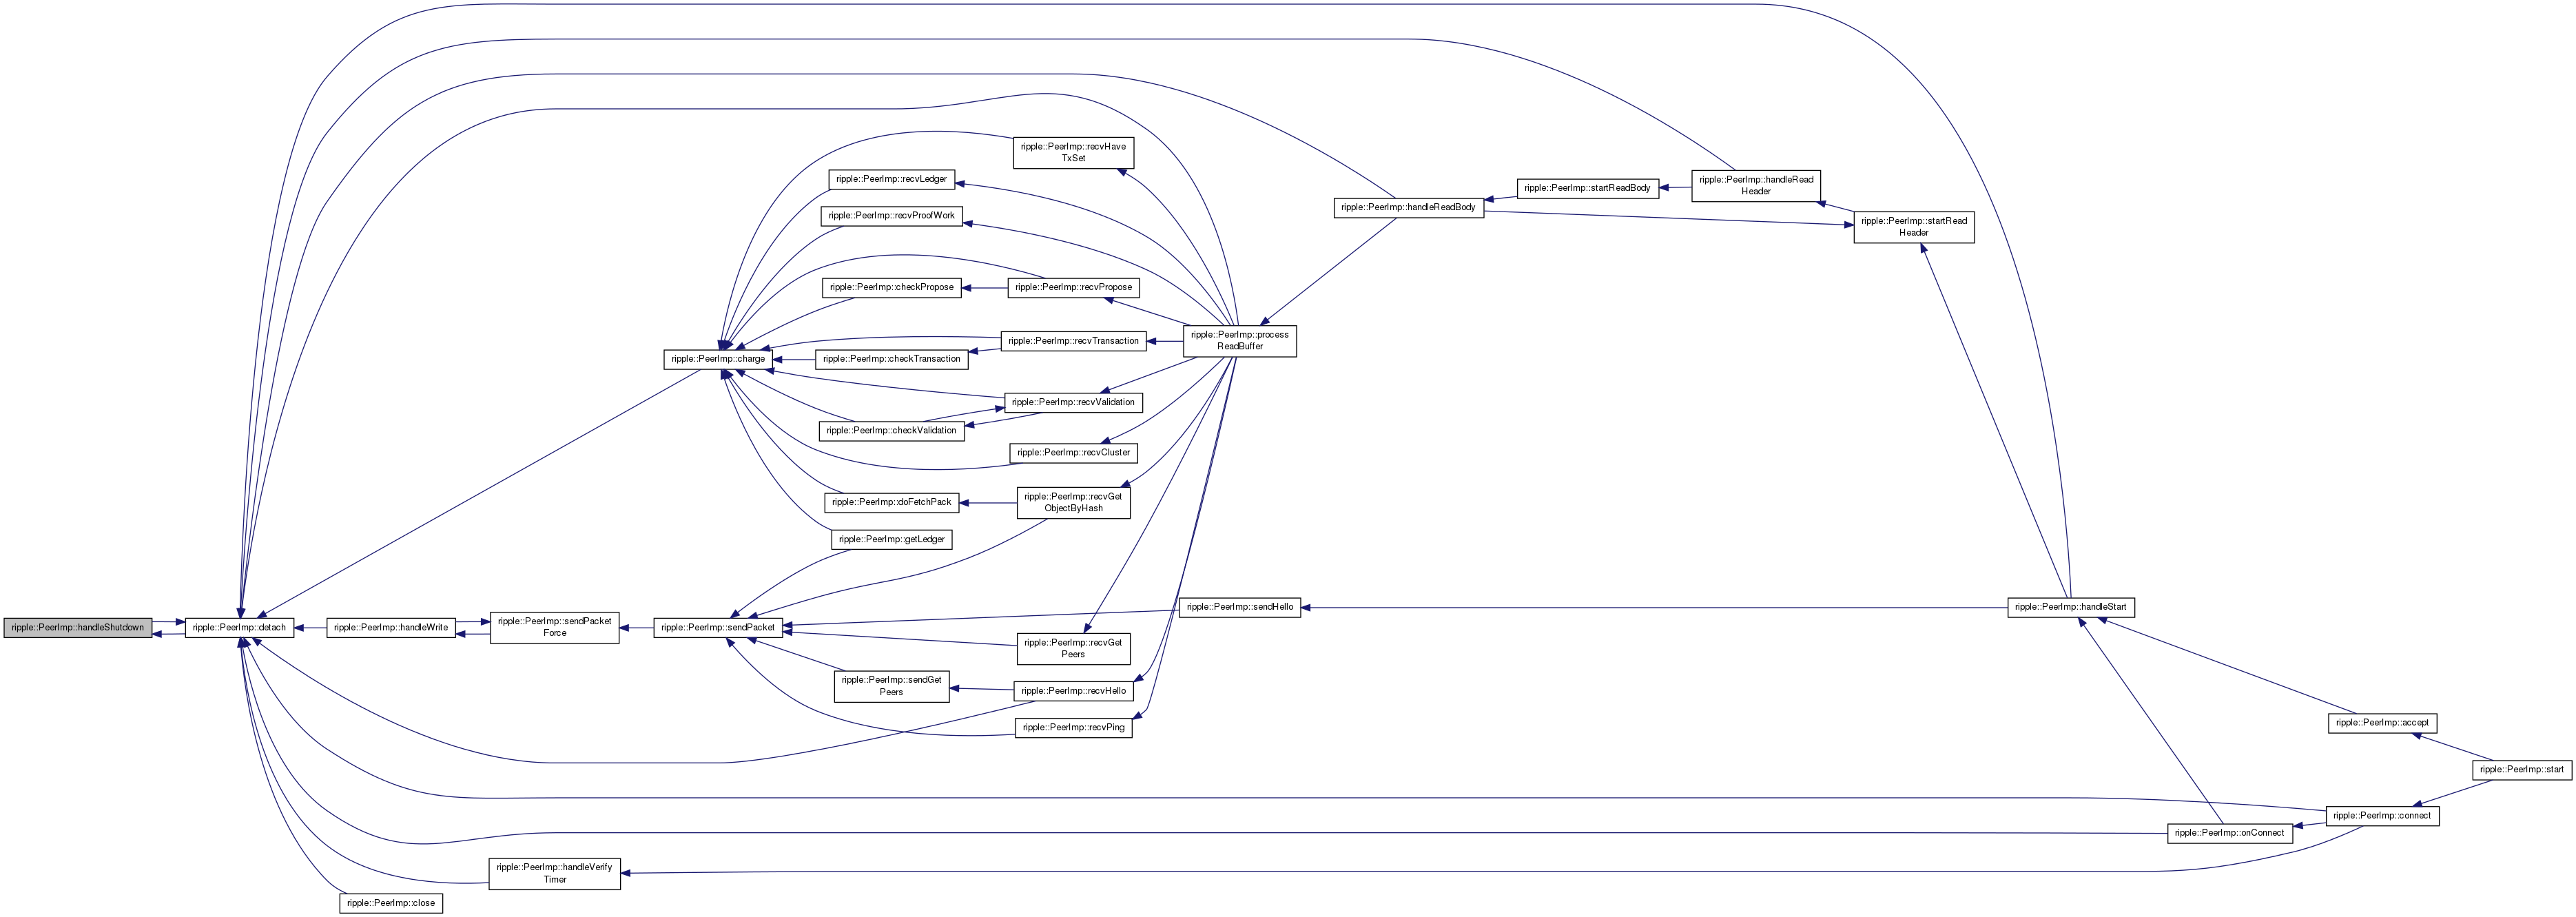 ripple::PeerImp::handleShutdown
ripple::PeerImp::detach
ripple::PeerImp::handleWrite
ripple::PeerImp::sendPacket
Force
ripple::PeerImp::handleVerify
Timer
ripple::PeerImp::close
ripple::PeerImp::charge
ripple::PeerImp::sendPacket
ripple::PeerImp::recvLedger
ripple::PeerImp::recvProofWork
ripple::PeerImp::checkPropose
ripple::PeerImp::checkTransaction
ripple::PeerImp::checkValidation
ripple::PeerImp::doFetchPack
ripple::PeerImp::getLedger
ripple::PeerImp::sendGet
Peers
ripple::PeerImp::recvHave
TxSet
ripple::PeerImp::recvPropose
ripple::PeerImp::recvTransaction
ripple::PeerImp::recvValidation
ripple::PeerImp::recvCluster
ripple::PeerImp::recvGet
ObjectByHash
ripple::PeerImp::recvGet
Peers
ripple::PeerImp::recvHello
ripple::PeerImp::recvPing
ripple::PeerImp::process
ReadBuffer
ripple::PeerImp::sendHello
ripple::PeerImp::handleReadBody
ripple::PeerImp::startReadBody
ripple::PeerImp::handleRead
Header
ripple::PeerImp::startRead
Header
ripple::PeerImp::handleStart
ripple::PeerImp::onConnect
ripple::PeerImp::accept
ripple::PeerImp::connect
ripple::PeerImp::start